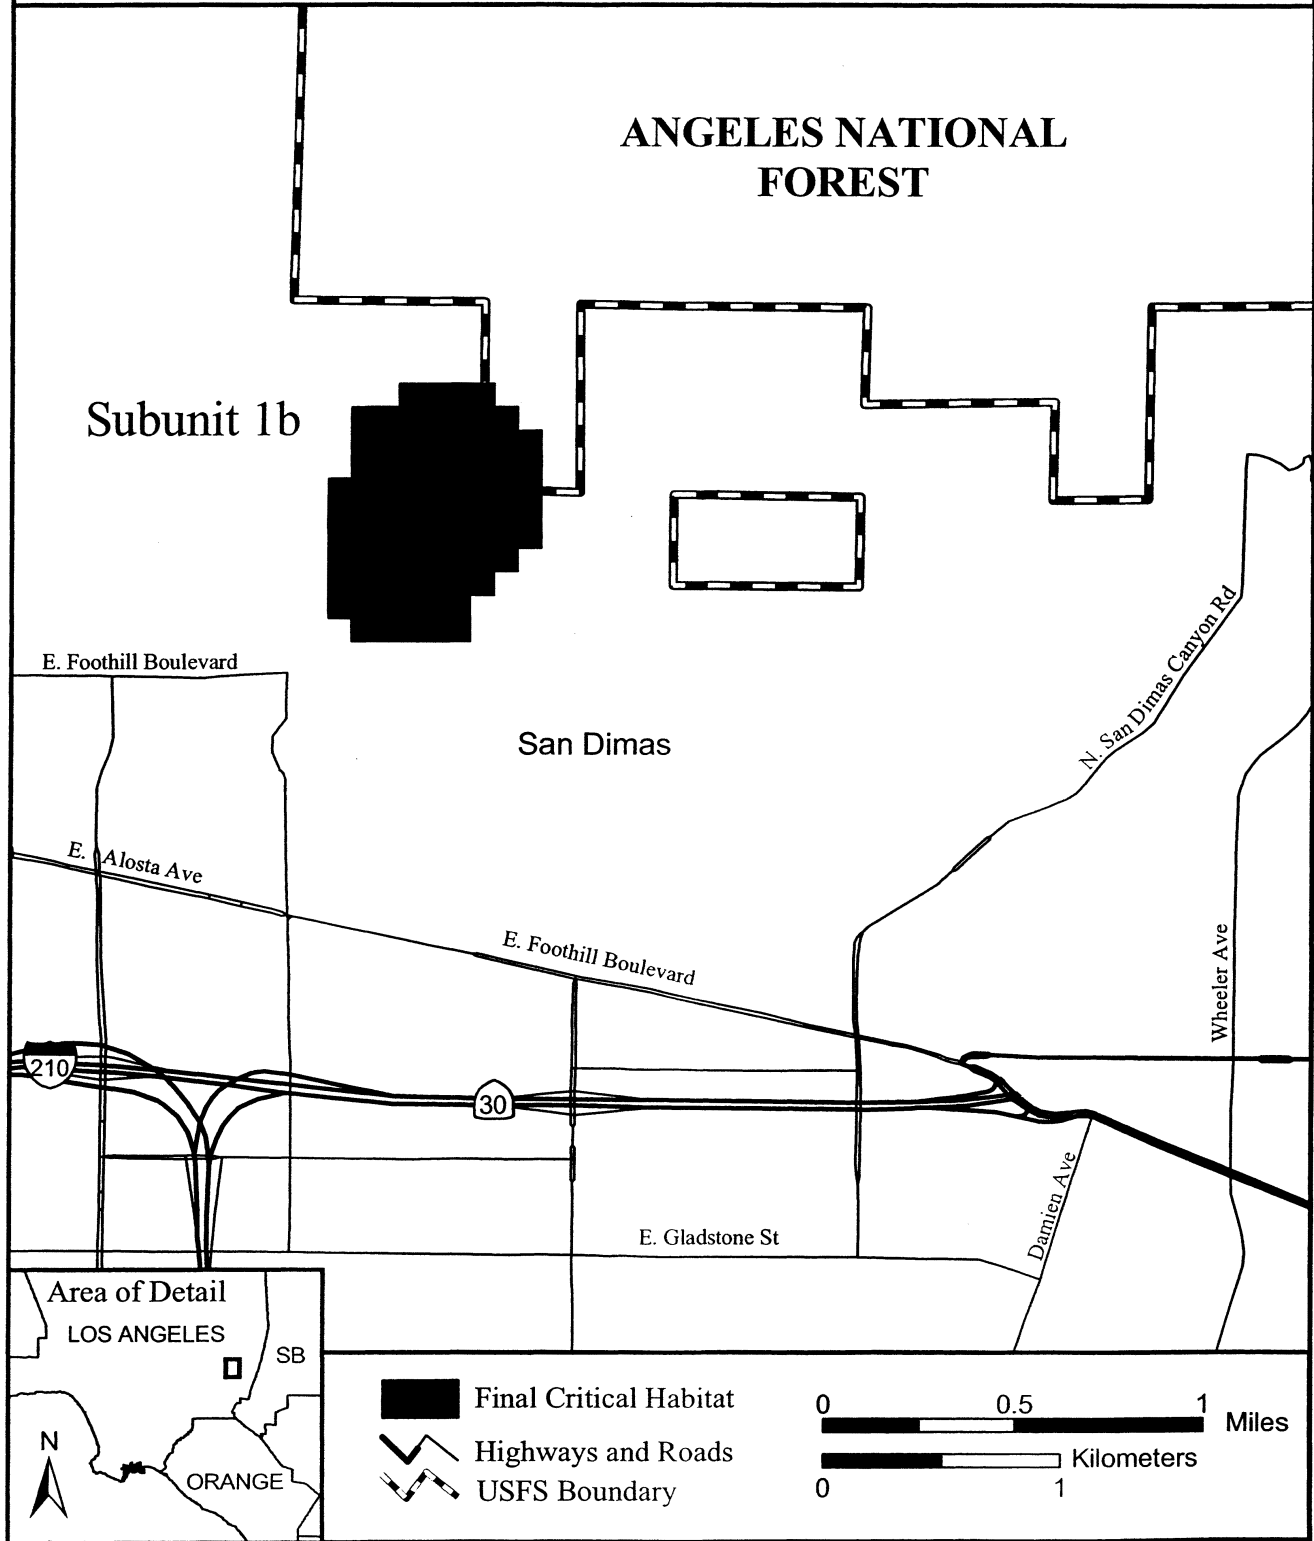 ANGELES NATIONAL
FOREST
Subunit 1b
E. Foothill Boulevard
N. San Dimas Canyon Rd
San Dimas
E. Alosta Ave
E. Foothill Boulevard
Wheeler Ave
210
30
Damien Ave
E. Gladstone St
Area of Detail
LOS ANGELES
SB
ORANGE
N
Final Critical Habitat
Highways and Roads
USFS Boundary
0 0.5 1
Miles
Kilometers
0 1